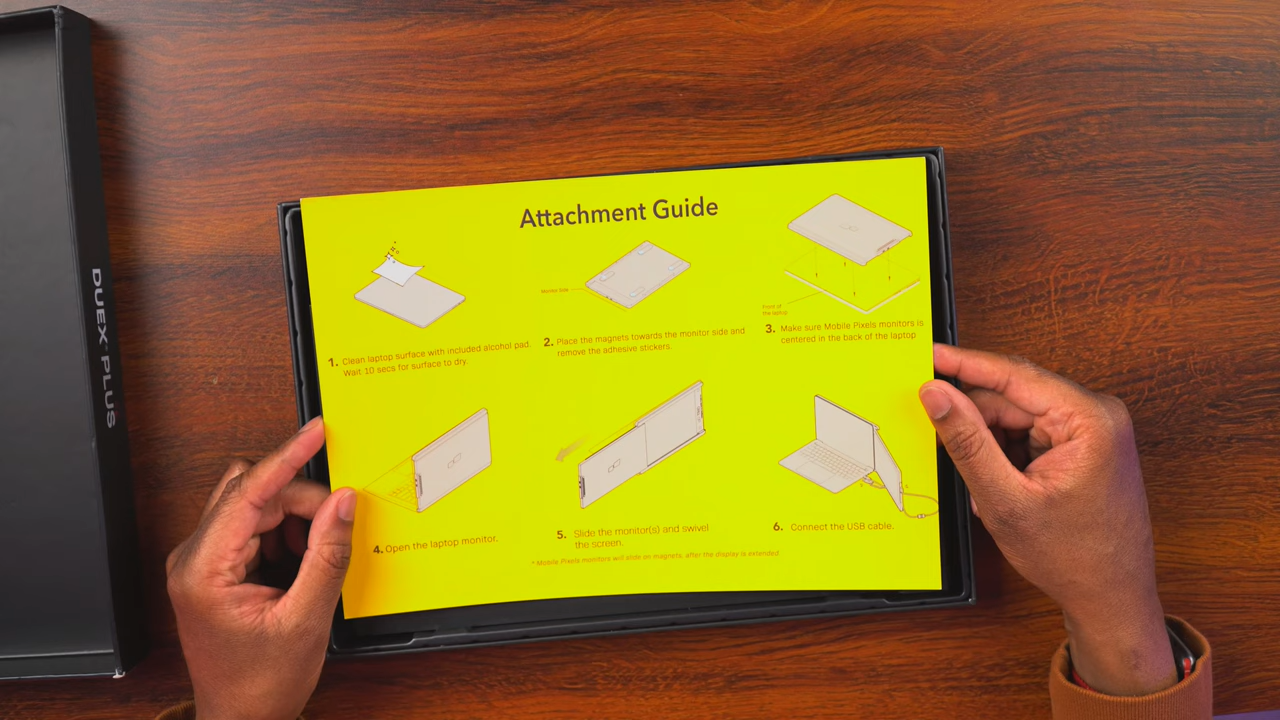 DUEX PLUS
Attachment Guide
1. Clean laptop surface with included alcohol pad.
Wait 10 secs for surface to dry.
Monitor Side
2. Place the magnets towards the monitor side and
remove the adhesive stickers.
Front of
the laptop
3. Make sure Mobile Pixels monitors is
centered in the back of the laptop
4. Open the laptop monitor.
5. Slide the monitor(s) and swivel
the screen.
6. Connect the USB cable.
* Mobile Pixels monitors will slide on magnets, after the display is extended.